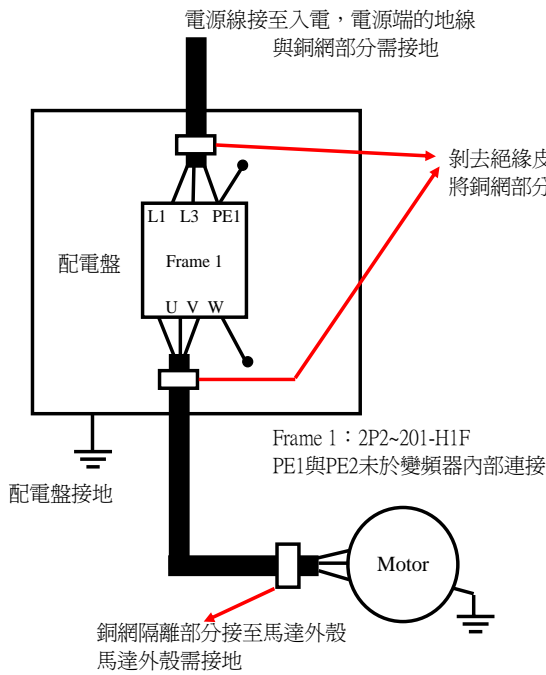 電源線接至入電，電源端的地線
與銅網部分需接地
剝去絕緣皮
將銅網部分
L1 L3 PE1
配電盤
Frame 1
U V W
Frame 1：2P2~201-H1F
PE1與PE2未於變頻器內部連接
配電盤接地
Motor
銅網隔離部分接至馬達外殼
馬達外殼需接地